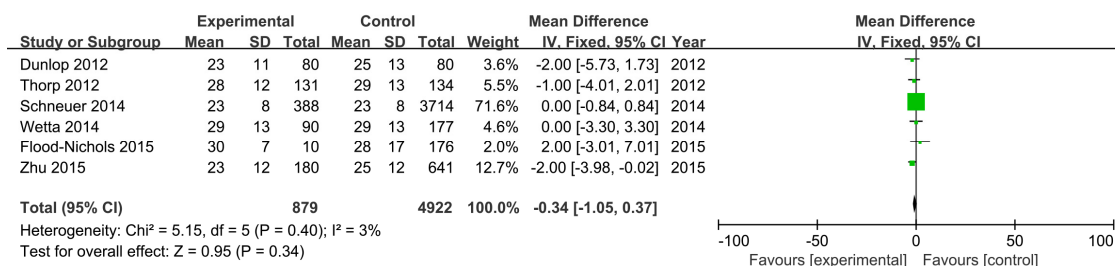 Experimental Control Mean Difference Mean Difference
Study or Subgroup Mean SD Total Mean SD Total Weight IV, Fixed, 95% CI Year IV, Fixed, 95% CI
Dunlop 2012 23 11 80 25 13 80 3.6% -2.00 [-5.73, 1.73] 2012
Thorp 2012 28 12 131 29 13 134 5.5% -1.00 [-4.01, 2.01] 2012
Schneuer 2014 23 8 388 23 8 3714 71.6% 0.00 [-0.84, 0.84] 2014
Wetta 2014 29 13 90 29 13 177 4.6% 0.00 [-3.30, 3.30] 2014
Flood-Nichols 2015 30 7 10 28 17 176 2.0% 2.00 [-3.01, 7.01] 2015
Zhu 2015 23 12 180 25 12 641 12.7% -2.00 [-3.98, -0.02] 2015
Total (95% CI) 879 4922 100.0% -0.34 [-1.05, 0.37]
Heterogeneity: Chi² = 5.15, df = 5 (P = 0.40); I² = 3%
Test for overall effect: Z = 0.95 (P = 0.34)
-100 -50 0 50 100
Favours [experimental] Favours [control]